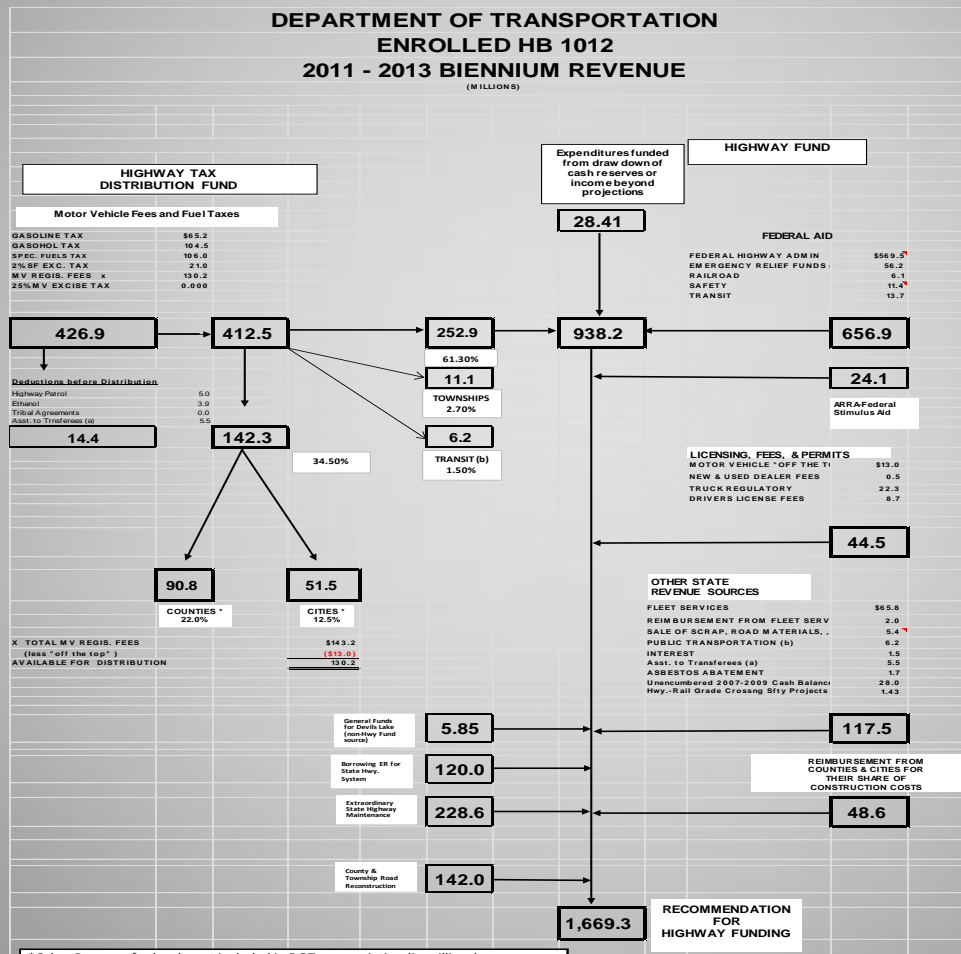 DEPARTMENT OF TRANSPORTATION
ENROLLED HB 1012
2011 - 2013 BIENNIUM REVENUE
(MILLIONS)
HIGHWAY TAX
DISTRIBUTION FUND
Motor Vehicle Fees and Fuel Taxes
GASOLINE TAX $65.2
GASOHOL TAX 104.5
SPEC. FUELS TAX 106.0
2% SF EXC. TAX 21.0
MV REGIS. FEES x 130.2
25% MV EXCISE TAX 0.000
Expenditures funded
from draw down of
cash reserves or
income beyond
projections
28.41
HIGHWAY FUND
FEDERAL AID
FEDERAL HIGHWAY ADMIN $569.5
EMERGENCY RELIEF FUNDS 56.2
RAILROAD 6.1
SAFETY 11.4
TRANSIT 13.7
426.9 412.5 252.9 938.2 656.9
61.30%
11.1
TOWNSHIPS
2.70%
6.2
TRANSIT (b)
1.50%
24.1
ARRA-Federal
Stimulus Aid
Deductions before Distribution
Highway Patrol 5.0
Ethanol 3.9
Tribal Agreements 0.0
Asst. to Trnsferees (a) 5.5
14.4
142.3
34.50%
LICENSING, FEES, & PERMITS
MOTOR VEHICLE "OFF THE T $13.0
NEW & USED DEALER FEES 0.5
TRUCK REGULATORY 22.3
DRIVERS LICENSE FEES 8.7
44.5
90.8
COUNTIES *
22.0%
51.5
CITIES *
12.5%
X TOTAL MV REGIS. FEES $143.2
(less "off the top" ) ($13.0)
AVAILABLE FOR DISTRIBUTION 130.2
OTHER STATE
REVENUE SOURCES
FLEET SERVICES $65.8
REIMBURSEMENT FROM FLEET SERV 2.0
SALE OF SCRAP, ROAD MATERIALS, , 5.4
PUBLIC TRANSPORTATION (b) 6.2
INTEREST 1.5
Asst. to Transferees (a) 5.5
ASBESTOS ABATEMENT 1.7
Unencumbered 2007-2009 Cash Balance 28.0
Hwy.-Rail Grade Crossng Sfty Projects 1.43
General Funds
for Devils Lake
(non-Hwy Fund
source)
5.85
117.5
Borrowing ER for
State Hwy.
System
120.0
REIMBURSEMENT FROM
COUNTIES & CITIES FOR
THEIR SHARE OF
CONSTRUCTION COSTS
Extraordinary
State Highway
Maintenance
228.6
48.6
County &
Township Road
Reconstruction
142.0
1,669.3
RECOMMENDATION
FOR
HIGHWAY FUNDING